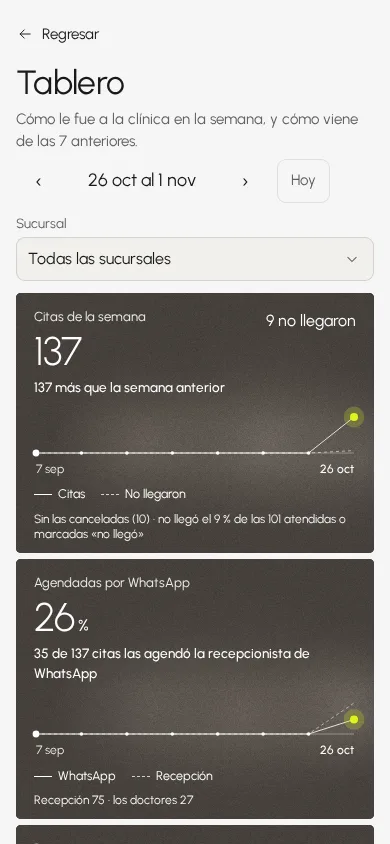 ← Regresar
Tablero
Cómo le fue a la clínica en la semana, y cómo viene
de las 7 anteriores.
‹ 26 oct al 1 nov › Hoy
Sucursal
Todas las sucursales
Citas de la semana
9 no llegaron
137
137 más que la semana anterior
7 sep 26 oct
Citas No llegaron
Sin las canceladas (10) · no llegó el 9 % de las 101 atendidas o
marcadas «no llegó»
Agendadas por WhatsApp
26 %
35 de 137 citas las agendó la recepcionista de
WhatsApp
7 sep 26 oct
WhatsApp Recepción
Recepción 75 · los doctores 27